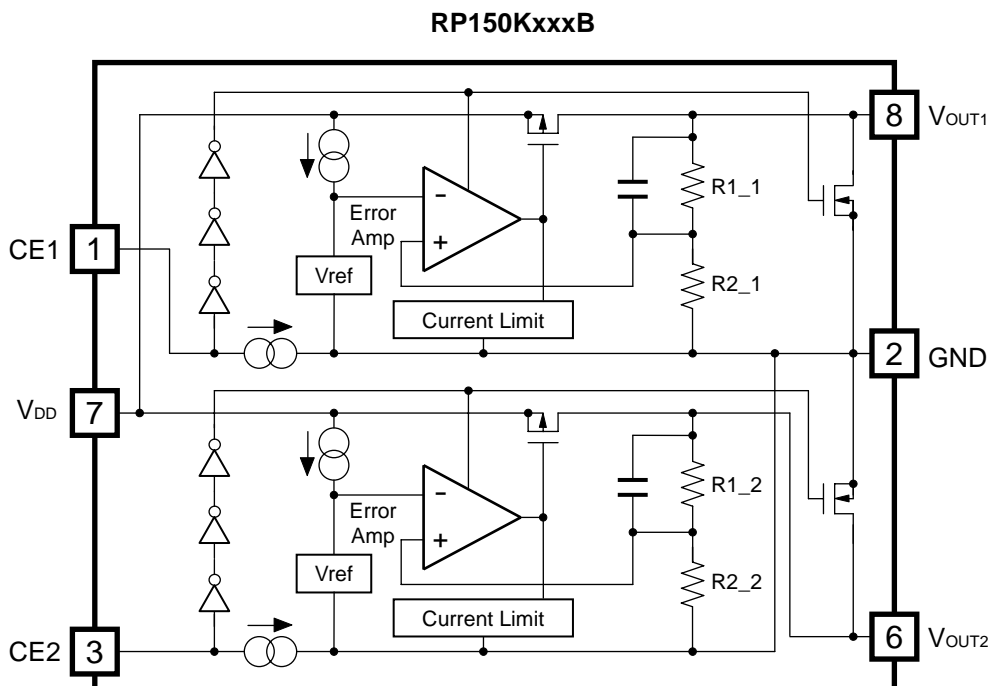 RP150KxxxB
8
VOUT1
R1_1
−
Error
Amp
+
CE1
1
Vref
R2_1
Current Limit
2
GND
VDD
7
R1_2
−
Error
Amp
+
Vref
R2_2
Current Limit
CE2
3
6
VOUT2